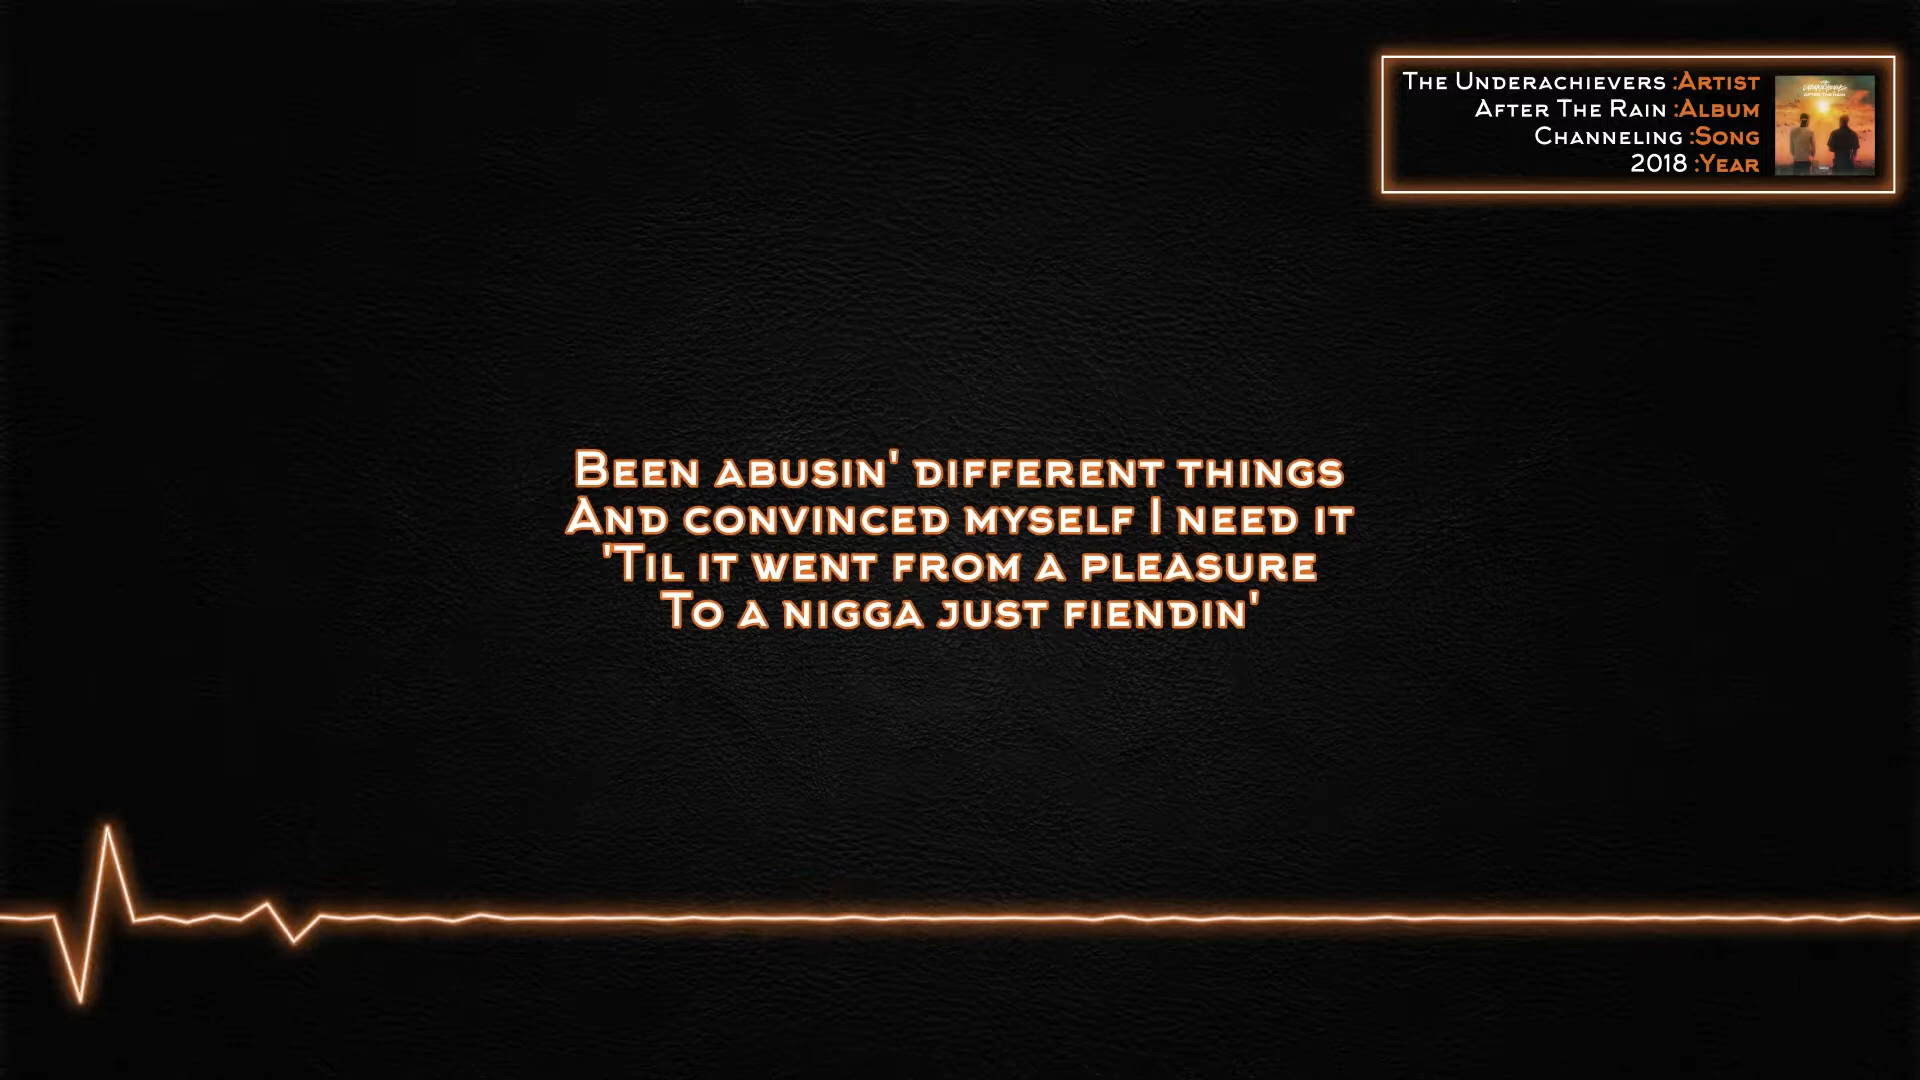 The Underachievers :Artist
After The Rain :Album
Channeling :Song
2018 :Year
Been abusin' different things
And convinced myself I need it
'Til it went from a pleasure
To a nigga just fiendin'